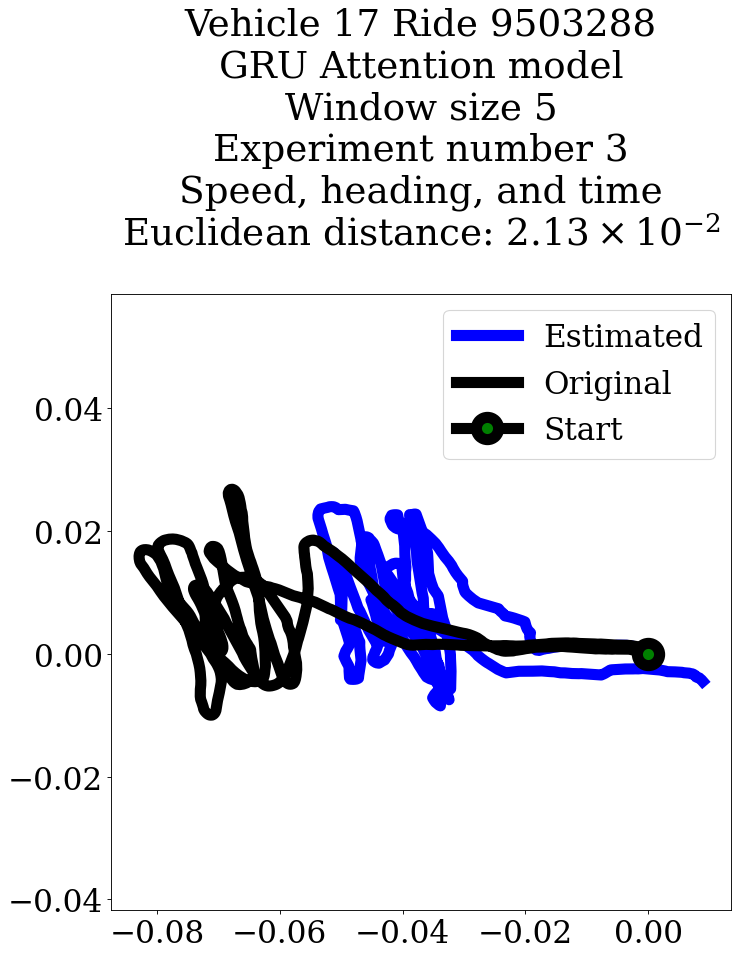 Vehicle 17 Ride 9503288
GRU Attention model
Window size 5
Experiment number 3
Speed, heading, and time
Euclidean distance: 2.13 × 10⁻²
Estimated
Original
Start
0.04
0.02
0.00
−0.02
−0.04
−0.08 −0.06 −0.04 −0.02 0.00